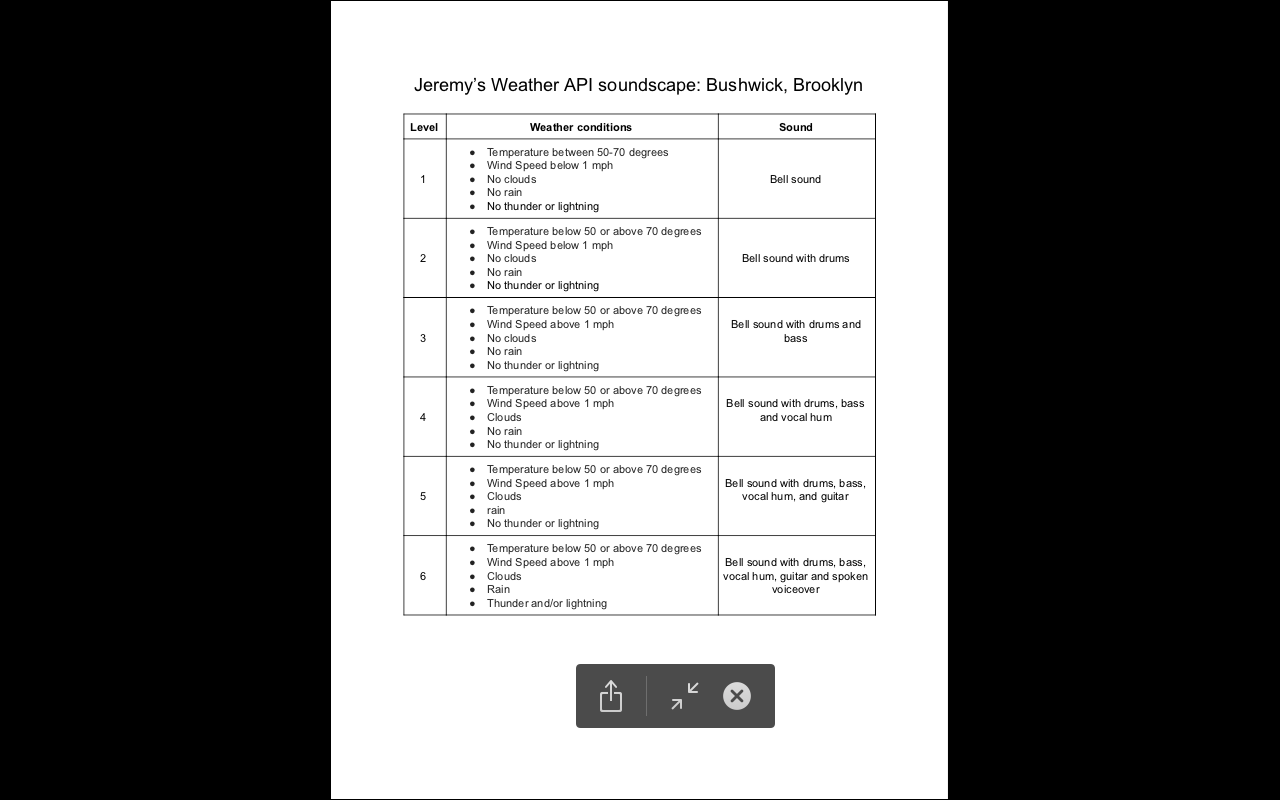 Jeremy’s Weather API soundscape: Bushwick, Brooklyn
Level Weather conditions Sound
1
● Temperature between 50-70 degrees
● Wind Speed below 1 mph
● No clouds
● No rain
● No thunder or lightning
Bell sound
2
● Temperature below 50 or above 70 degrees
● Wind Speed below 1 mph
● No clouds
● No rain
● No thunder or lightning
Bell sound with drums
3
● Temperature below 50 or above 70 degrees
● Wind Speed above 1 mph
● No clouds
● No rain
● No thunder or lightning
Bell sound with drums and
bass
4
● Temperature below 50 or above 70 degrees
● Wind Speed above 1 mph
● Clouds
● No rain
● No thunder or lightning
Bell sound with drums, bass
and vocal hum
5
● Temperature below 50 or above 70 degrees
● Wind Speed above 1 mph
● Clouds
● rain
● No thunder or lightning
Bell sound with drums, bass,
vocal hum, and guitar
6
● Temperature below 50 or above 70 degrees
● Wind Speed above 1 mph
● Clouds
● Rain
● Thunder and/or lightning
Bell sound with drums, bass,
vocal hum, guitar and spoken
voiceover